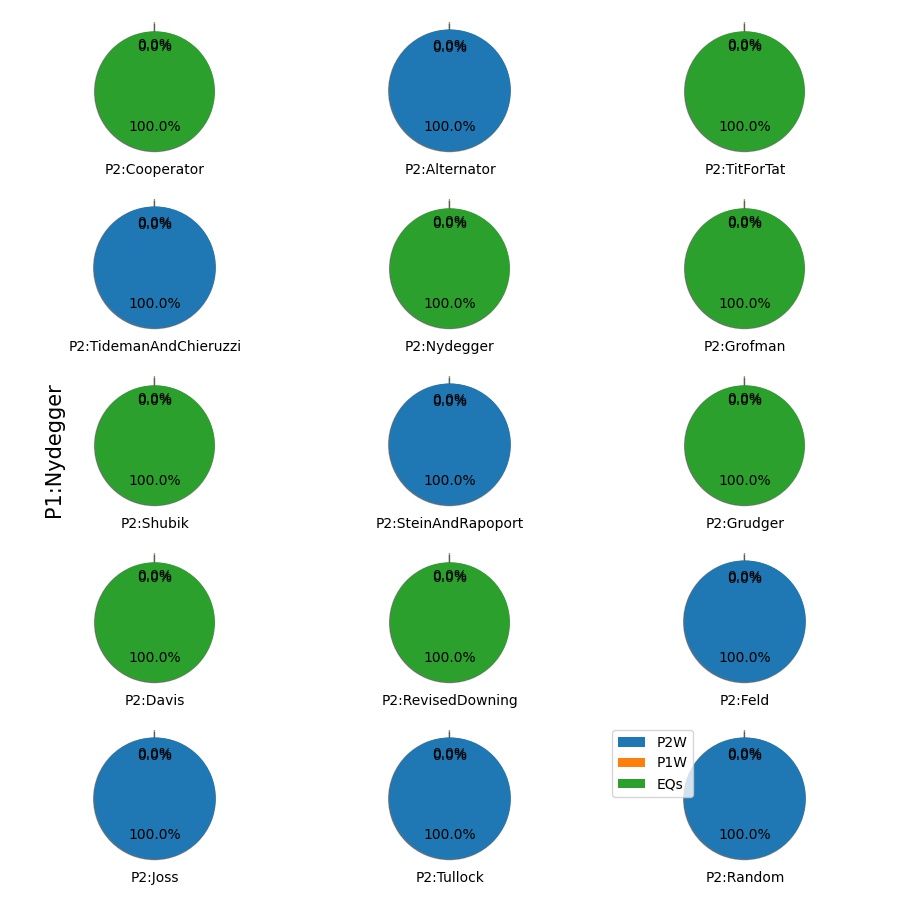 0.0%
0.0%
100.0%
P2:Cooperator
0.0%
0.0%
100.0%
P2:Alternator
0.0%
0.0%
100.0%
P2:TitForTat
0.0%
0.0%
100.0%
P2:TidemanAndChieruzzi
0.0%
0.0%
100.0%
P2:Nydegger
0.0%
0.0%
100.0%
P2:Grofman
P1:Nydegger
0.0%
0.0%
100.0%
P2:Shubik
0.0%
0.0%
100.0%
P2:SteinAndRapoport
0.0%
0.0%
100.0%
P2:Grudger
0.0%
0.0%
100.0%
P2:Davis
0.0%
0.0%
100.0%
P2:RevisedDowning
0.0%
0.0%
100.0%
P2:Feld
0.0%
0.0%
100.0%
P2:Joss
0.0%
0.0%
100.0%
P2:Tullock
P2W
P1W
EQs
0.0%
0.0%
100.0%
P2:Random